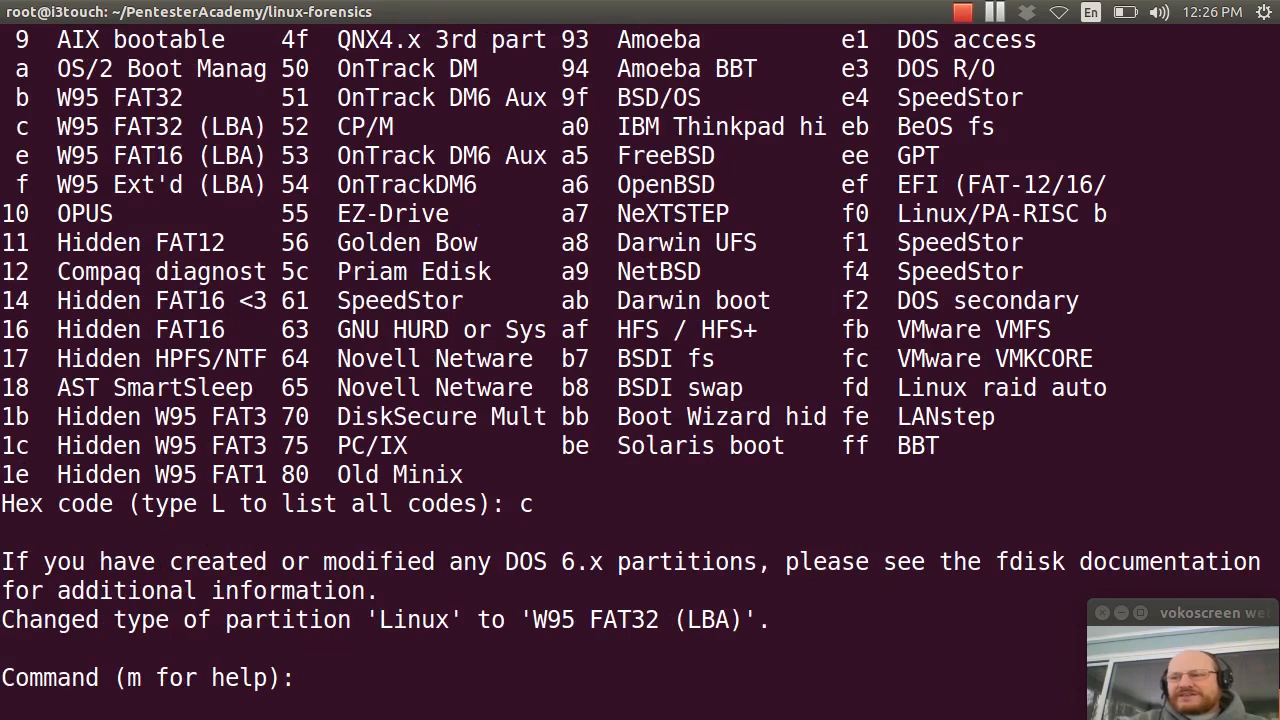 root@i3touch: ~/PentesterAcademy/linux-forensics En 12:26 PM
9 AIX bootable 4f QNX4.x 3rd part 93 Amoeba e1 DOS access
a OS/2 Boot Manag 50 OnTrack DM 94 Amoeba BBT e3 DOS R/O
b W95 FAT32 51 OnTrack DM6 Aux 9f BSD/OS e4 SpeedStor
c W95 FAT32 (LBA) 52 CP/M a0 IBM Thinkpad hi eb BeOS fs
e W95 FAT16 (LBA) 53 OnTrack DM6 Aux a5 FreeBSD ee GPT
f W95 Ext'd (LBA) 54 OnTrackDM6 a6 OpenBSD ef EFI (FAT-12/16/
10 OPUS 55 EZ-Drive a7 NeXTSTEP f0 Linux/PA-RISC b
11 Hidden FAT12 56 Golden Bow a8 Darwin UFS f1 SpeedStor
12 Compaq diagnost 5c Priam Edisk a9 NetBSD f4 SpeedStor
14 Hidden FAT16 <3 61 SpeedStor ab Darwin boot f2 DOS secondary
16 Hidden FAT16 63 GNU HURD or Sys af HFS / HFS+ fb VMware VMFS
17 Hidden HPFS/NTF 64 Novell Netware b7 BSDI fs fc VMware VMKCORE
18 AST SmartSleep 65 Novell Netware b8 BSDI swap fd Linux raid auto
1b Hidden W95 FAT3 70 DiskSecure Mult bb Boot Wizard hid fe LANstep
1c Hidden W95 FAT3 75 PC/IX be Solaris boot ff BBT
1e Hidden W95 FAT1 80 Old Minix
Hex code (type L to list all codes): c
If you have created or modified any DOS 6.x partitions, please see the fdisk documentation
for additional information.
Changed type of partition 'Linux' to 'W95 FAT32 (LBA)'.
Command (m for help):
vokoscreen we